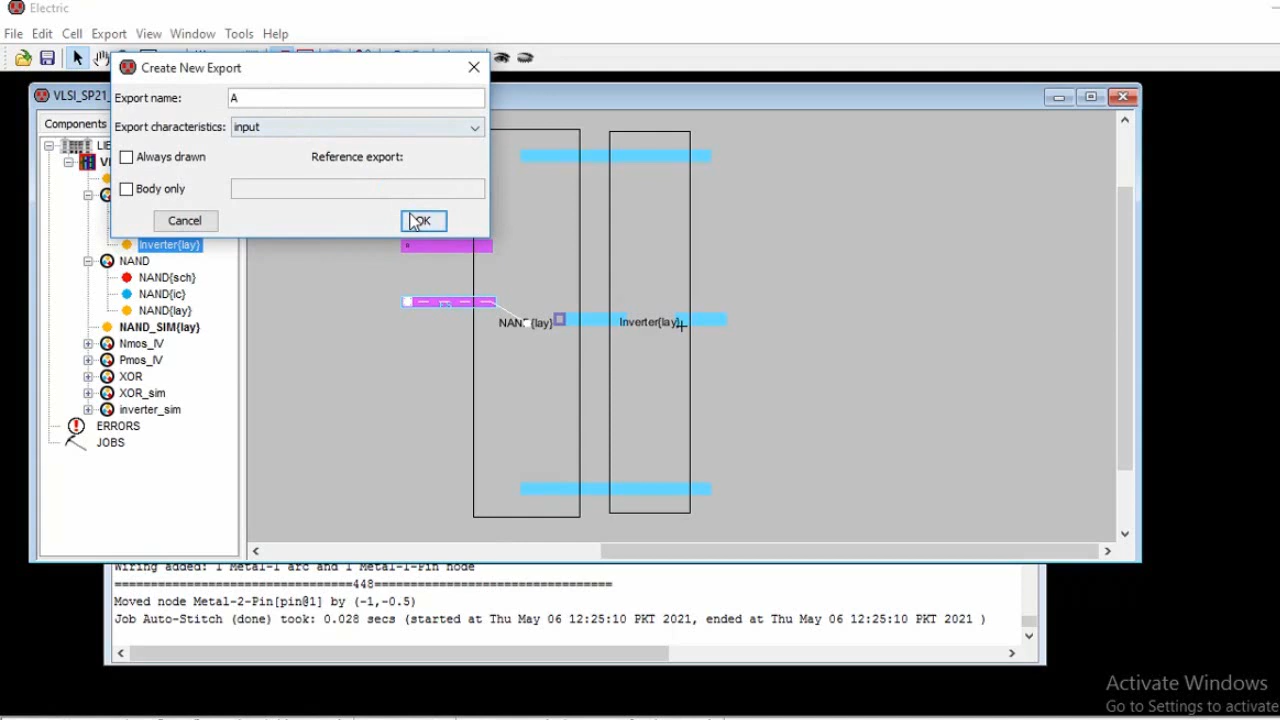 Electric
File Edit Cell Export View Window Tools Help
Create New Export
Export name: A
Export characteristics: input
Always drawn Reference export:
Body only
Cancel OK
VLSI_SP21_
Components
Inverter{lay}
NAND
NAND{sch}
NAND{ic}
NAND{lay}
NAND_SIM{lay}
Nmos_IV
Pmos_IV
XOR
XOR_sim
inverter_sim
ERRORS
JOBS
NAND{lay}
Inverter{lay}
Wiring added: 1 Metal-1 arc and 1 Metal-1-Pin node
=================================448=================================
Moved node Metal-2-Pin[pin@1] by (-1,-0.5)
Job Auto-Stitch (done) took: 0.028 secs (started at Thu May 06 12:25:10 PKT 2021, ended at Thu May 06 12:25:10 PKT 2021 )
Activate Windows
Go to Settings to activate